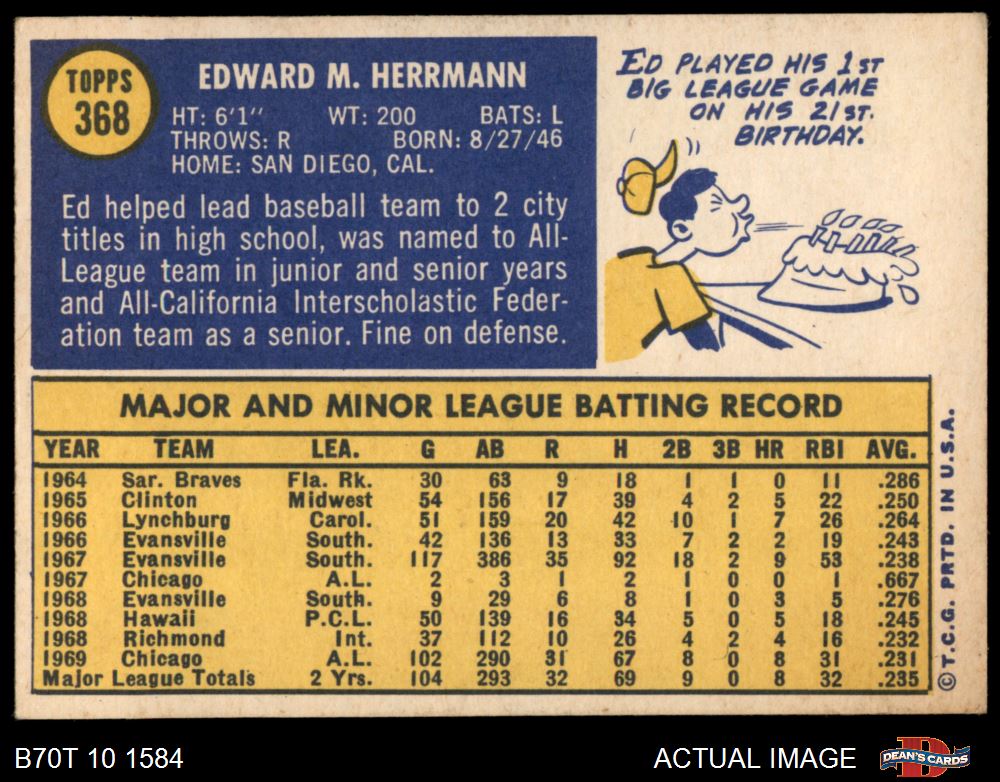 TOPPS
368
EDWARD M. HERRMANN
HT: 6'1" WT: 200 BATS: L
THROWS: R BORN: 8/27/46
HOME: SAN DIEGO, CAL.
Ed helped lead baseball team to 2 city
titles in high school, was named to All-
League team in junior and senior years
and All-California Interscholastic Feder-
ation team as a senior. Fine on defense.
ED PLAYED HIS 1ST
BIG LEAGUE GAME
ON HIS 21ST.
BIRTHDAY.
MAJOR AND MINOR LEAGUE BATTING RECORD
YEAR TEAM LEA. G AB R H 2B 3B HR RBI AVG.
1964 Sar. Braves Fla. Rk. 30 63 9 18 1 1 0 11 .286
1965 Clinton Midwest 54 156 17 39 4 2 5 22 .250
1966 Lynchburg Carol. 51 159 20 42 10 1 7 26 .264
1966 Evansville South. 42 136 13 33 7 2 2 19 .243
1967 Evansville South. 117 386 35 92 18 2 9 53 .238
1967 Chicago A.L. 2 3 1 2 1 0 0 1 .667
1968 Evansville South. 9 29 6 8 1 0 3 5 .276
1968 Hawaii P.C.L. 50 139 16 34 5 0 5 18 .245
1968 Richmond Int. 37 112 10 26 4 2 4 16 .232
1969 Chicago A.L. 102 290 31 67 8 0 8 31 .231
Major League Totals 2 Yrs. 104 293 32 69 9 0 8 32 .235
©T.C.G. PRTD. IN U.S.A.
B70T 10 1584
ACTUAL IMAGE
D
DEAN'S CARDS